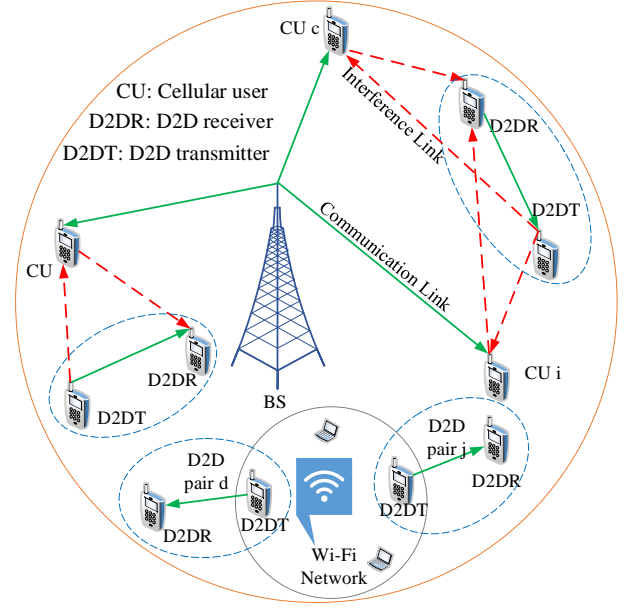 CU c
CU: Cellular user
D2DR: D2D receiver
D2DT: D2D transmitter
Interference Link
D2DR
D2DT
Communication Link
CU
D2DR
D2DT
BS
CU i
D2D
pair j
D2DR
D2DT
D2D
pair d
D2DT
D2DR
Wi-Fi
Network